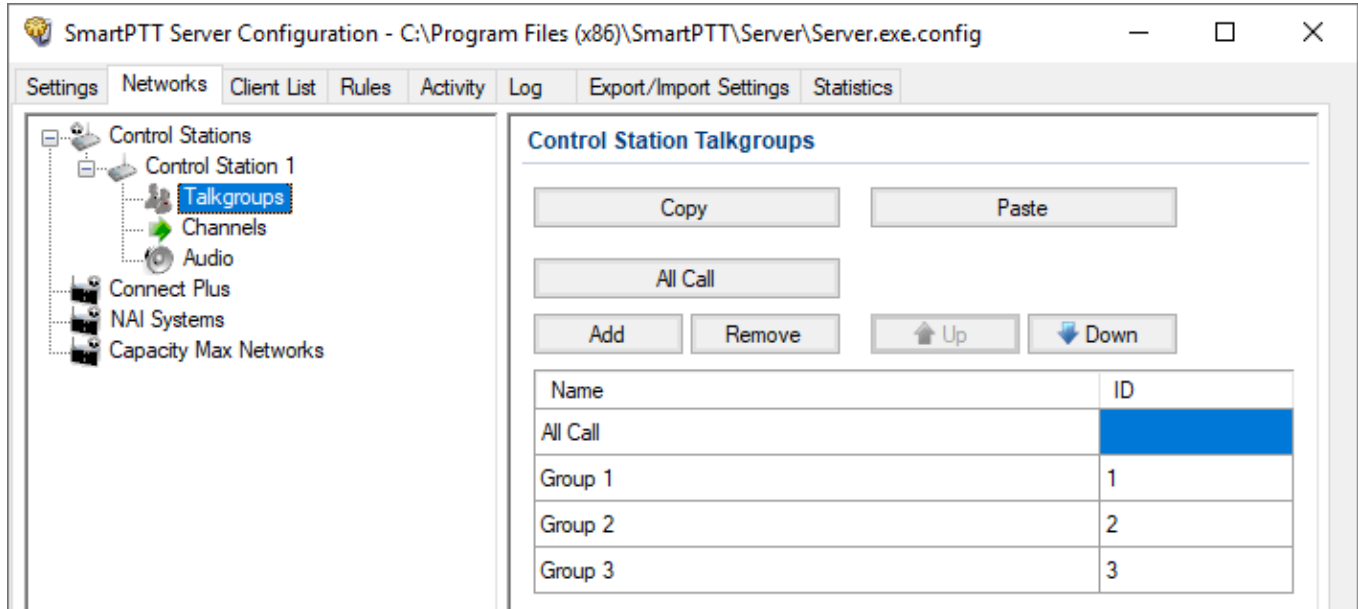 SmartPTT Server Configuration - C:\Program Files (x86)\SmartPTT\Server\Server.exe.config
Settings Networks Client List Rules Activity Log Export/Import Settings Statistics
Control Stations
Control Station 1
Talkgroups
Channels
Audio
Connect Plus
NAI Systems
Capacity Max Networks
Control Station Talkgroups
Copy Paste
All Call
Add Remove Up Down
Name ID
All Call
Group 1 1
Group 2 2
Group 3 3